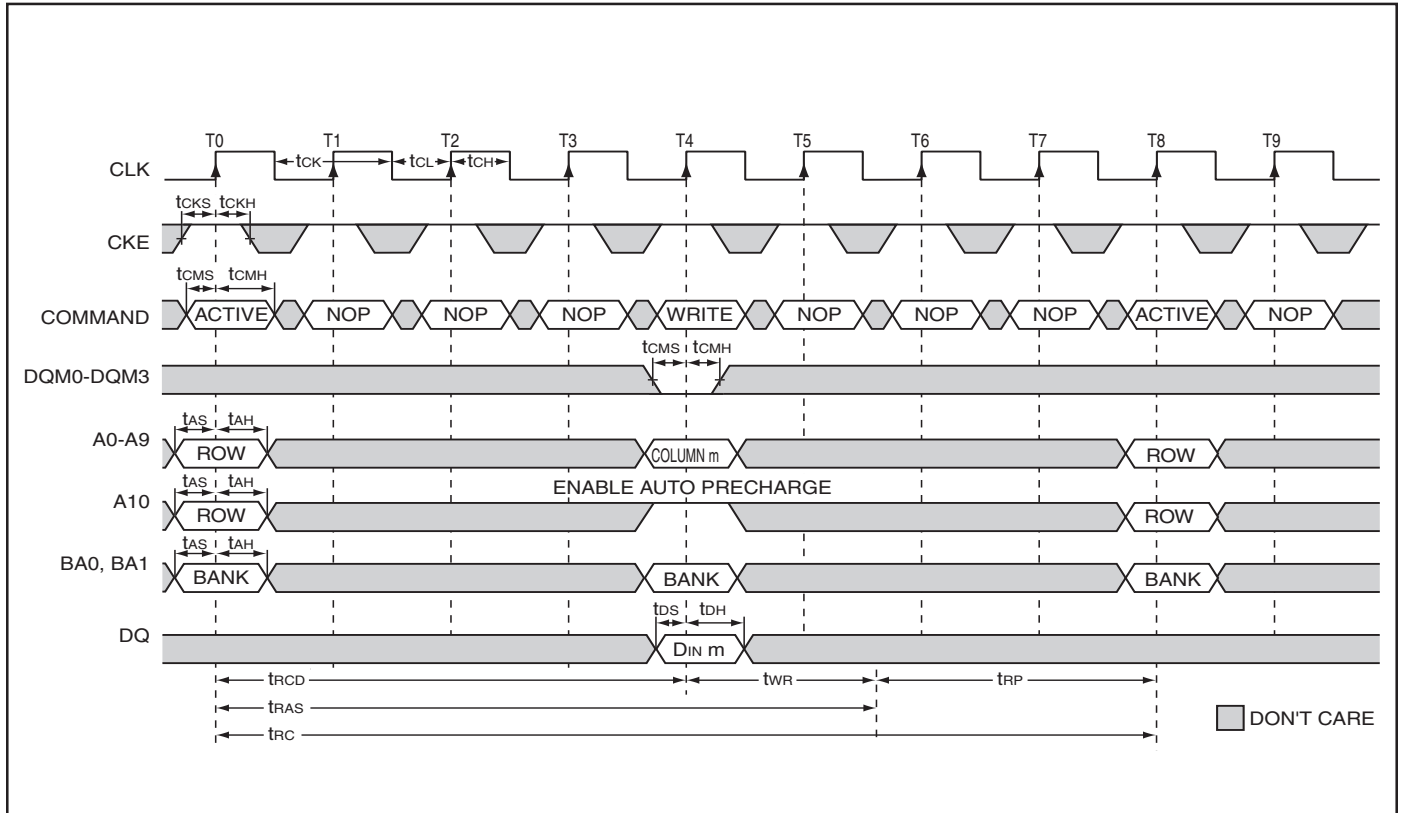 T0 T1 T2 T3 T4 T5 T6 T7 T8 T9
CLK tCK tCL tCH
tCKS tCKH
CKE
tCMS tCMH
COMMAND ACTIVE NOP NOP NOP WRITE NOP NOP NOP ACTIVE NOP
tCMS tCMH
DQM0-DQM3
tAS tAH
A0-A9 ROW COLUMN m ROW
tAS tAH ENABLE AUTO PRECHARGE
A10 ROW ROW
tAS tAH
BA0, BA1 BANK BANK BANK
tDS tDH
DQ DIN m
tRCD tWR tRP
tRAS
DON'T CARE
tRC